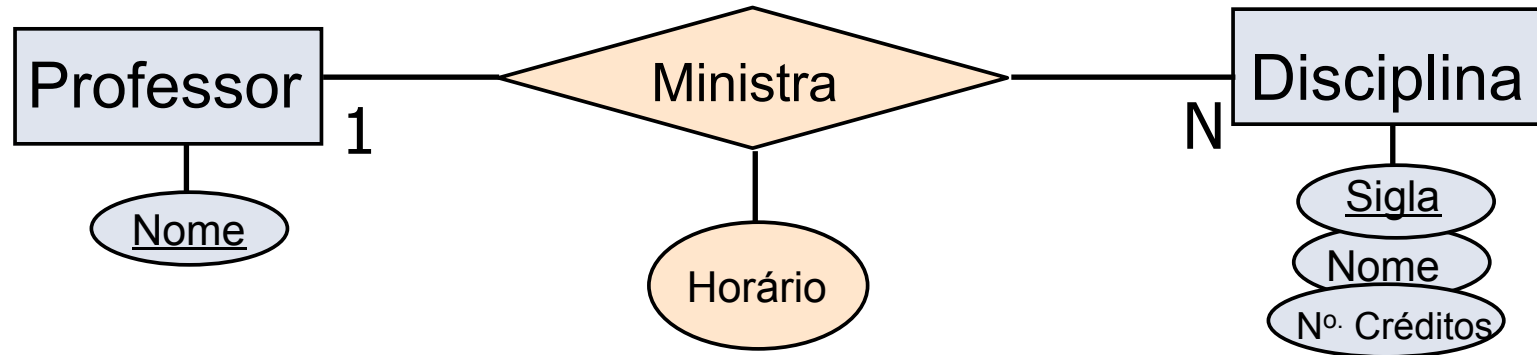 Professor
1
Ministra
N
Disciplina
Nome
Horário
Sigla
Nome
Nº. Créditos